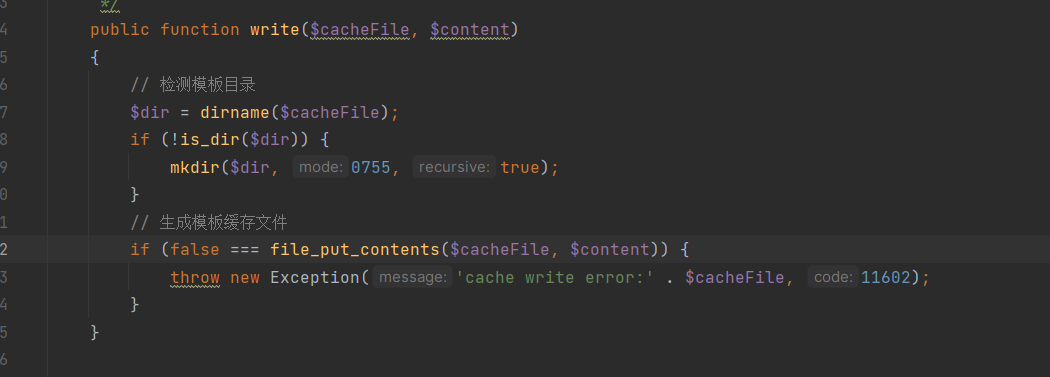 3 */
4 public function write($cacheFile, $content)
5 {
6 // 检测模板目录
7 $dir = dirname($cacheFile);
8 if (!is_dir($dir)) {
9 mkdir($dir, mode: 0755, recursive: true);
0 }
1 // 生成模板缓存文件
2 if (false === file_put_contents($cacheFile, $content)) {
3 throw new Exception( message: 'cache write error:' . $cacheFile, code: 11602);
4 }
5 }
6